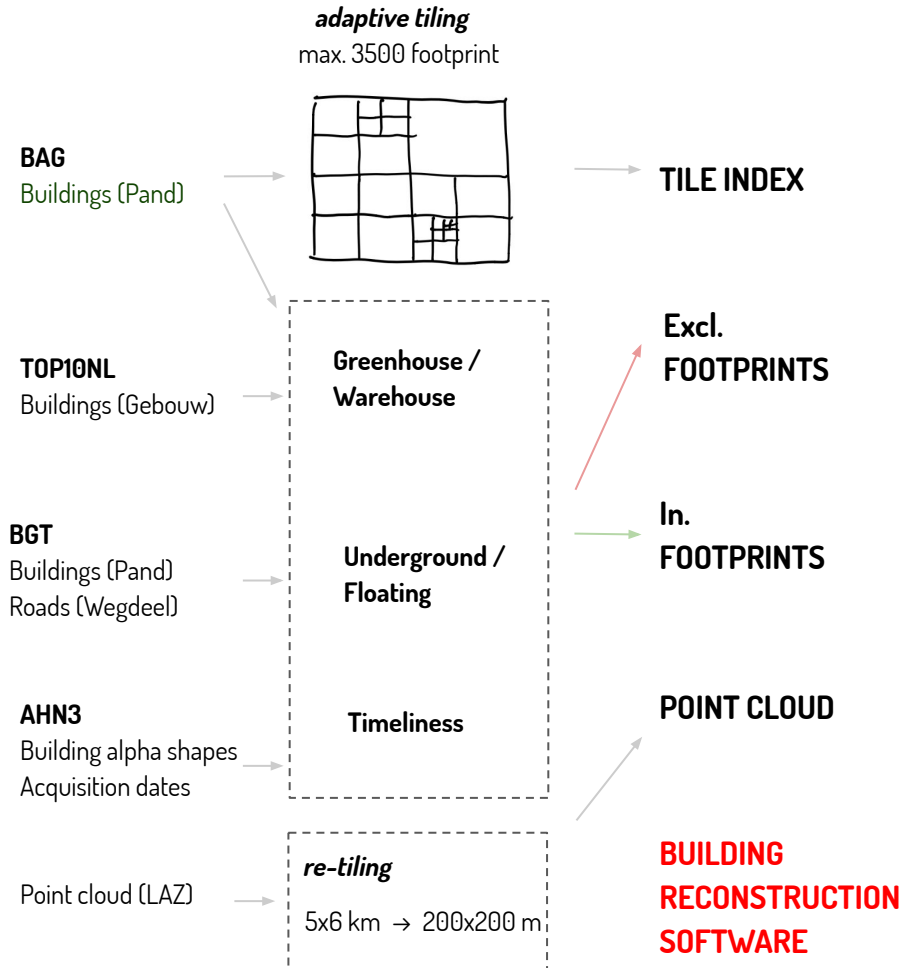 adaptive tiling
max. 3500 footprint
BAG
Buildings (Pand)
TILE INDEX
TOP10NL
Buildings (Gebouw)
Greenhouse /
Warehouse
Excl.
FOOTPRINTS
BGT
Buildings (Pand)
Roads (Wegdeel)
Underground /
Floating
In.
FOOTPRINTS
AHN3
Building alpha shapes
Acquisition dates
Timeliness
POINT CLOUD
Point cloud (LAZ)
re-tiling
5x6 km → 200x200 m
BUILDING
RECONSTRUCTION
SOFTWARE